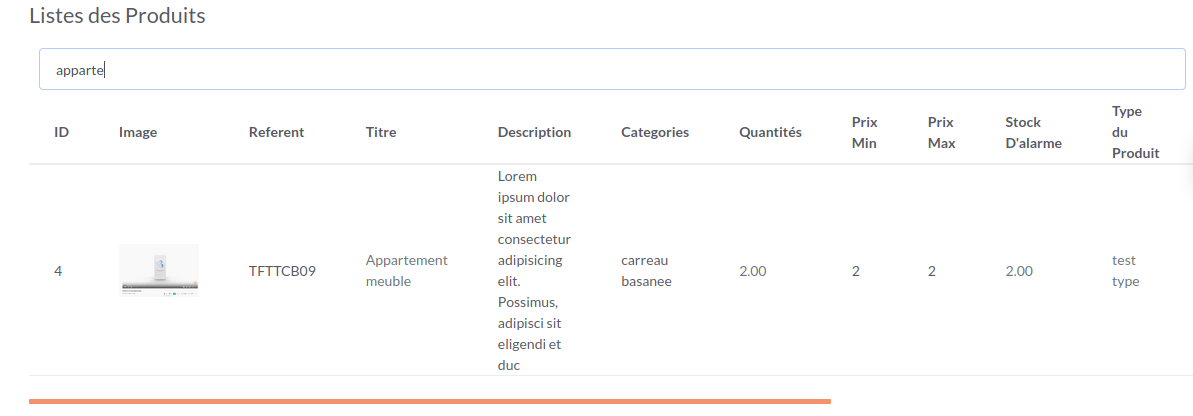 Listes des Produits
apparte
ID Image Referent Titre Description Categories Quantités Prix Min Prix Max Stock D'alarme Type du Produit
4 TFTTCB09 Appartement meuble
Lorem
ipsum dolor
sit amet
consectetur
adipisicing
elit.
Possimus,
adipisci sit
eligendi et
duc
carreau
basanee
2.00 2 2 2.00
test
type